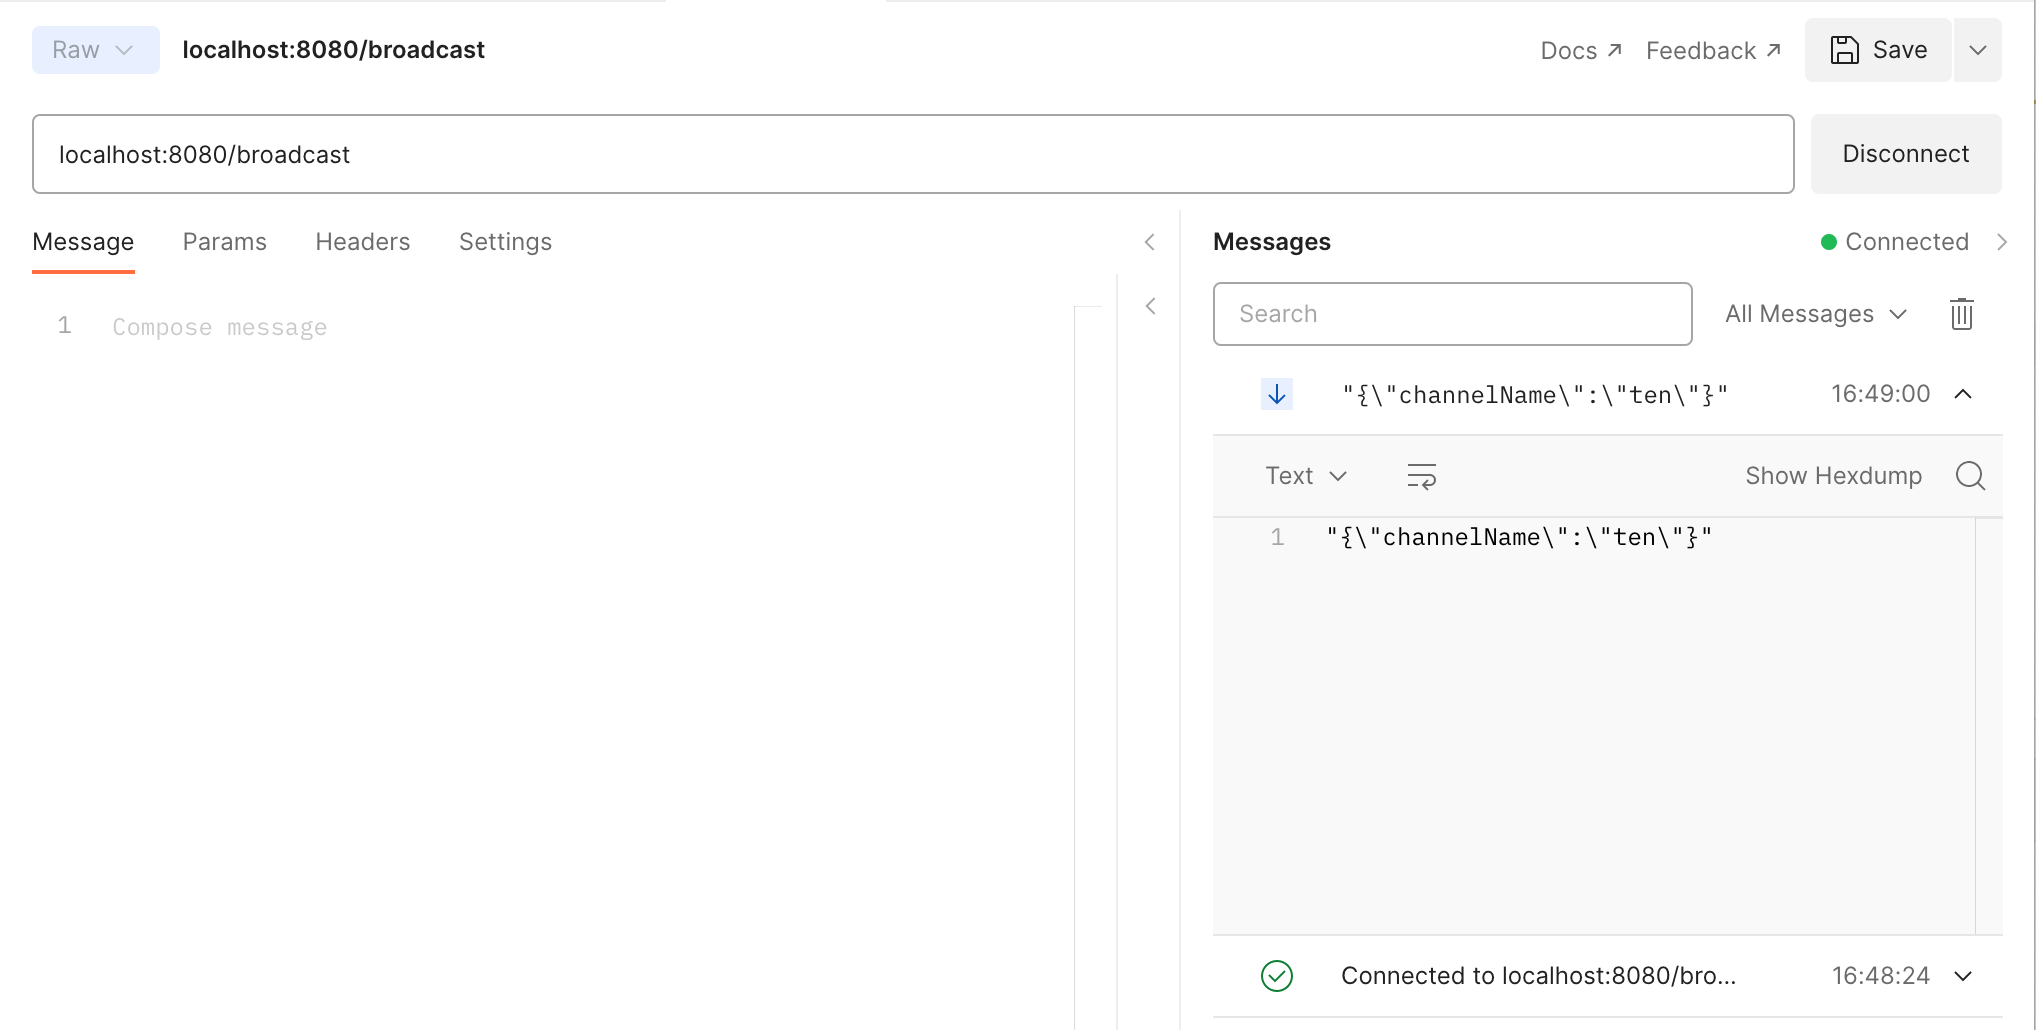 Raw localhost:8080/broadcast Docs Feedback Save
localhost:8080/broadcast Disconnect
Message Params Headers Settings
1 Compose message
Messages Connected
Search All Messages
"{\"channelName\":\"ten\"}" 16:49:00
Text Show Hexdump
1 "{\"channelName\":\"ten\"}"
Connected to localhost:8080/bro... 16:48:24